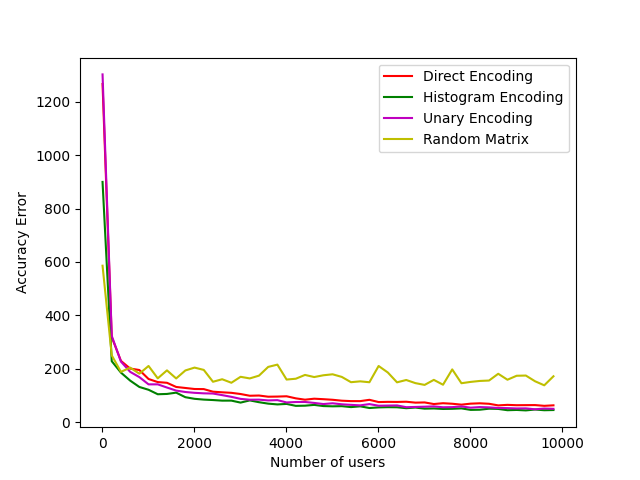 Direct Encoding
Histogram Encoding
Unary Encoding
Random Matrix
1200
1000
800
600
400
200
0
Accuracy Error
0 2000 4000 6000 8000 10000
Number of users